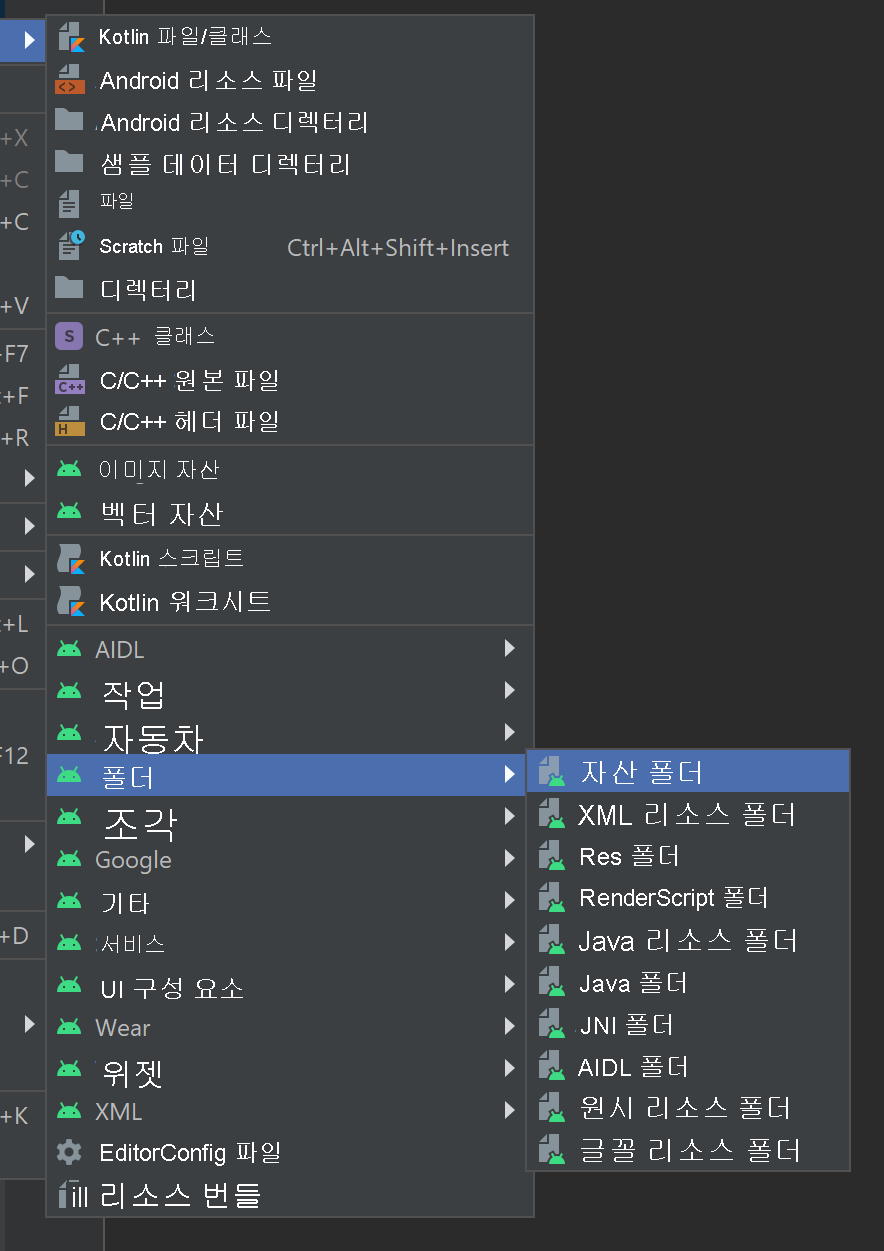 Kotlin 파일/클래스
Android 리소스 파일
Android 리소스 디렉터리
+X
샘플 데이터 디렉터리
+C
파일
+C
Scratch 파일 Ctrl+Alt+Shift+Insert
디렉터리
+V
S C++ 클래스
+F7
C++ C/C++ 원본 파일
+F
H C/C++ 헤더 파일
+R
이미지 자산
벡터 자산
Kotlin 스크립트
Kotlin 워크시트
+L
AIDL
+O
작업
자동차
F12
폴더
자산 폴더
조각
XML 리소스 폴더
Google
Res 폴더
기타
RenderScript 폴더
+D
서비스
Java 리소스 폴더
UI 구성 요소
Java 폴더
Wear
JNI 폴더
위젯
AIDL 폴더
XML
원시 리소스 폴더
+K
EditorConfig 파일
글꼴 리소스 폴더
ill 리소스 번들